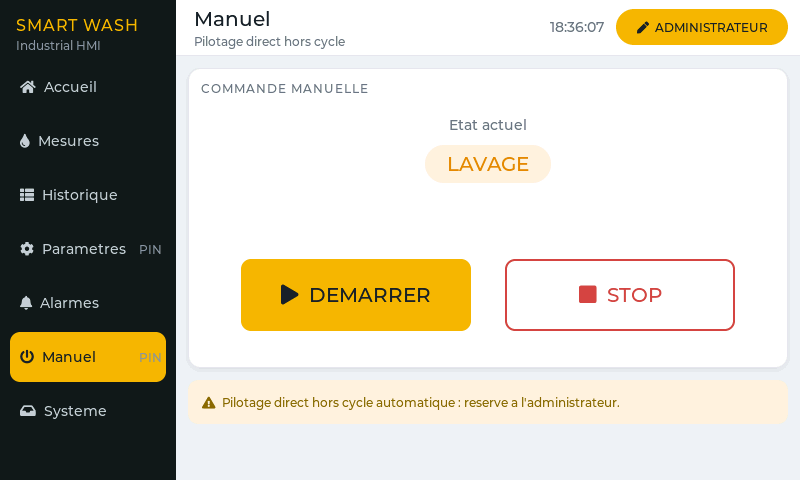 SMART WASH
Industrial HMI
Accueil
Mesures
Historique
Parametres PIN
Alarmes
Manuel PIN
Systeme
Manuel
Pilotage direct hors cycle
18:36:07
ADMINISTRATEUR
COMMANDE MANUELLE
Etat actuel
LAVAGE
DEMARRER
STOP
Pilotage direct hors cycle automatique : reserve a l'administrateur.